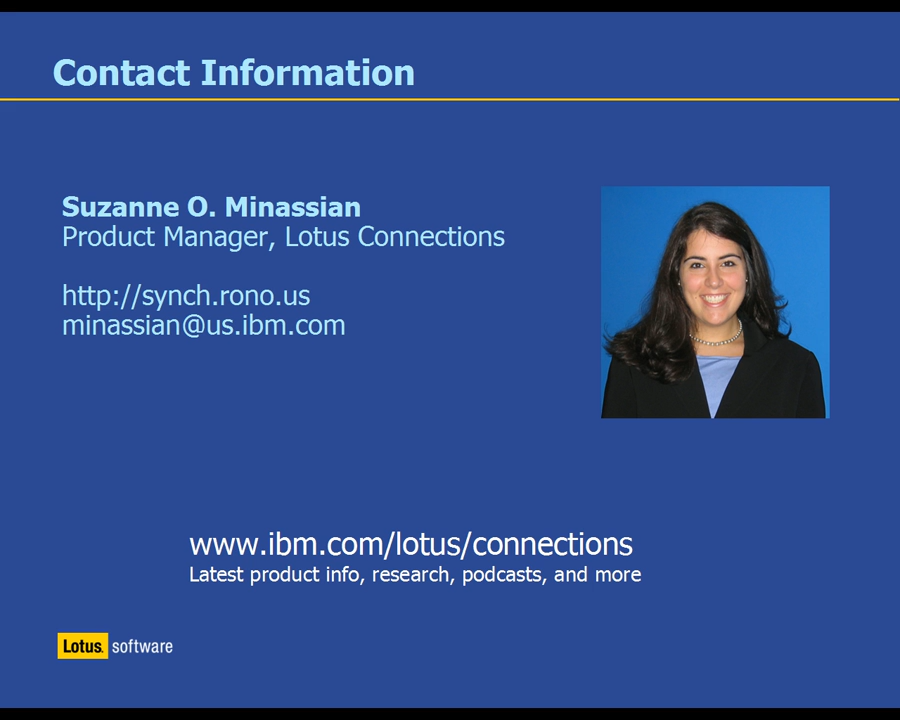 Contact Information
Suzanne O. Minassian
Product Manager, Lotus Connections
http://synch.rono.us
minassian@us.ibm.com
www.ibm.com/lotus/connections
Latest product info, research, podcasts, and more
Lotus. software